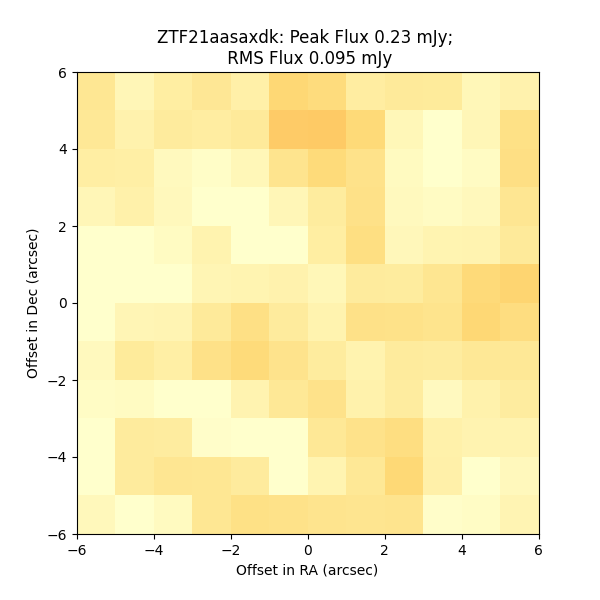 ZTF21aasaxdk: Peak Flux 0.23 mJy;
RMS Flux 0.095 mJy
6
4
2
0
−2
−4
−6
Offset in Dec (arcsec)
−6 −4 −2 0 2 4 6
Offset in RA (arcsec)